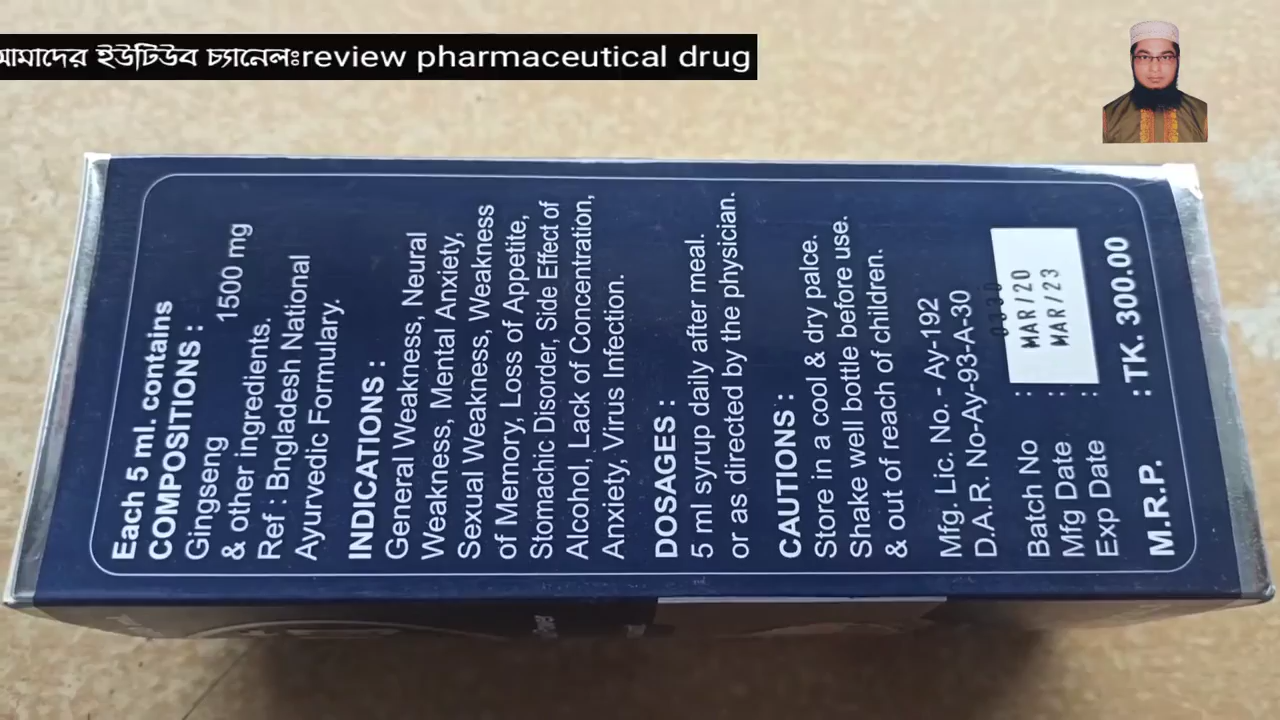 আমাদের ইউটিউব চ্যানেলঃreview pharmaceutical drug
Each 5 ml. contains
COMPOSITIONS :
Gingseng 1500 mg
& other ingredients.
Ref : Bngladesh National
Ayurvedic Formulary.
INDICATIONS :
General Weakness, Neural
Weakness, Mental Anxiety,
Sexual Weakness, Weakness
of Memory, Loss of Appetite,
Stomachic Disorder, Side Effect of
Alcohol, Lack of Concentration,
Anxiety, Virus Infection.
DOSAGES :
5 ml syrup daily after meal.
or as directed by the physician.
CAUTIONS :
Store in a cool & dry palce.
Shake well bottle before use.
& out of reach of children.
Mfg. Lic. No. - Ay-192
D.A.R. No-Ay-93-A-30
Batch No :
Mfg Date : MAR/20
Exp Date : MAR/23
M.R.P. : TK. 300.00